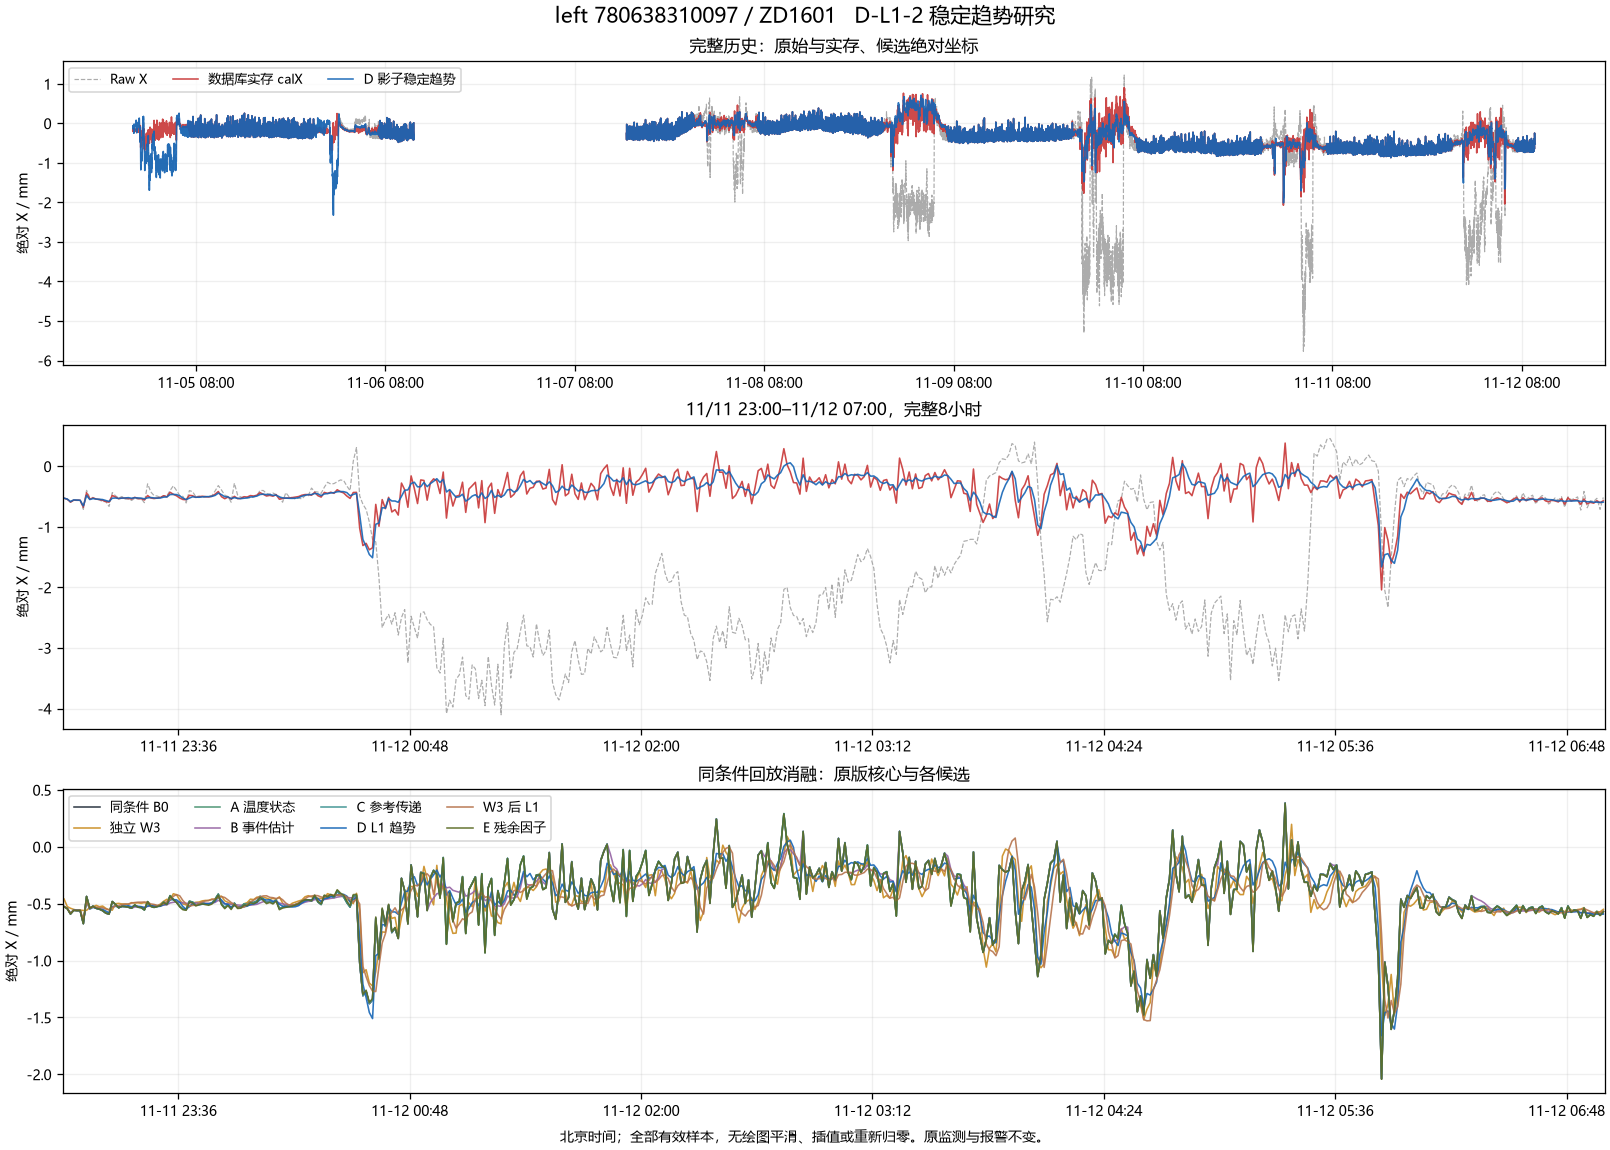 left 780638310097 / ZD1601   D-L1-2 稳定趋势研究
完整历史：原始与实存、候选绝对坐标
Raw X
数据库实存 calX
D 影子稳定趋势
绝对 X / mm
1
0
-1
-2
-3
-4
-5
-6
11-05 08:00
11-06 08:00
11-07 08:00
11-08 08:00
11-09 08:00
11-10 08:00
11-11 08:00
11-12 08:00
11/11 23:00–11/12 07:00，完整8小时
绝对 X / mm
0
-1
-2
-3
-4
11-11 23:36
11-12 00:48
11-12 02:00
11-12 03:12
11-12 04:24
11-12 05:36
11-12 06:48
同条件回放消融：原版核心与各候选
同条件 B0
A 温度状态
C 参考传递
W3 后 L1
独立 W3
B 事件估计
D L1 趋势
E 残余因子
绝对 X / mm
0.5
0.0
-0.5
-1.0
-1.5
-2.0
11-11 23:36
11-12 00:48
11-12 02:00
11-12 03:12
11-12 04:24
11-12 05:36
11-12 06:48
北京时间；全部有效样本，无绘图平滑、插值或重新归零。原监测与报警不变。